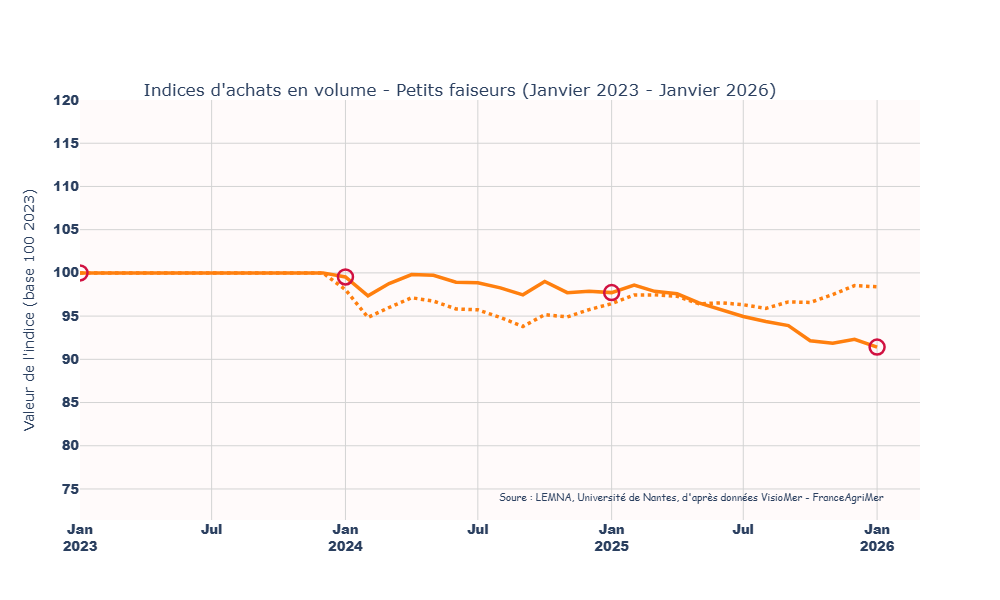 Indices d'achats en volume - Petits faiseurs (Janvier 2023 - Janvier 2026)
Valeur de l'indice (base 100 2023)
120
115
110
105
100
95
90
85
80
75
Soure : LEMNA, Université de Nantes, d'après données VisioMer - FranceAgriMer
Jan Jul Jan Jul Jan Jul Jan
2023 2024 2025 2026